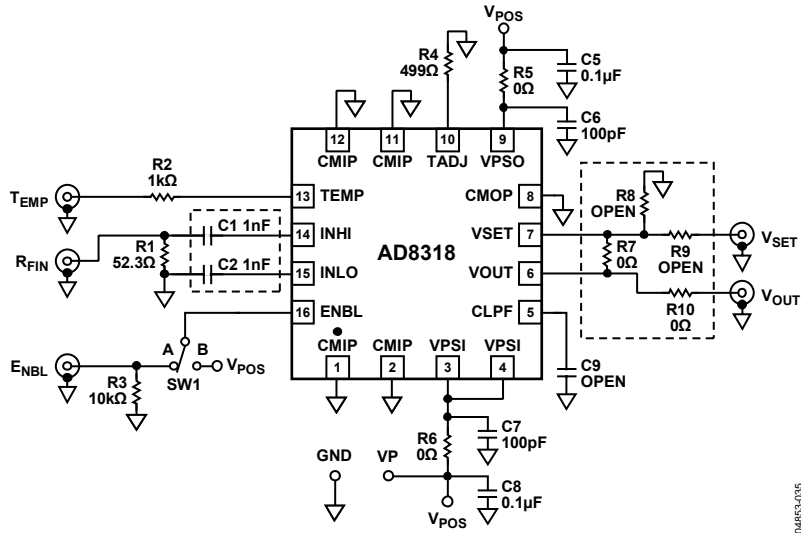 VPOS
R4
499Ω
R5
0Ω
C5
0.1µF
C6
100pF
12
11
10
9
CMIP
CMIP
TADJ
VPSO
R2
1kΩ
TEMP
13
TEMP
CMOP
8
R8
OPEN
C1 1nF
14
INHI
VSET
7
R9
OPEN
VSET
RFIN
R1
52.3Ω
AD8318
R7
0Ω
C2 1nF
15
INLO
VOUT
6
VOUT
R10
0Ω
16
ENBL
CLPF
5
ENBL
A
B
VPOS
SW1
R3
10kΩ
CMIP
CMIP
VPSI
VPSI
1
2
3
4
C9
OPEN
C7
100pF
R6
0Ω
GND
VP
C8
0.1µF
VPOS
04853-035